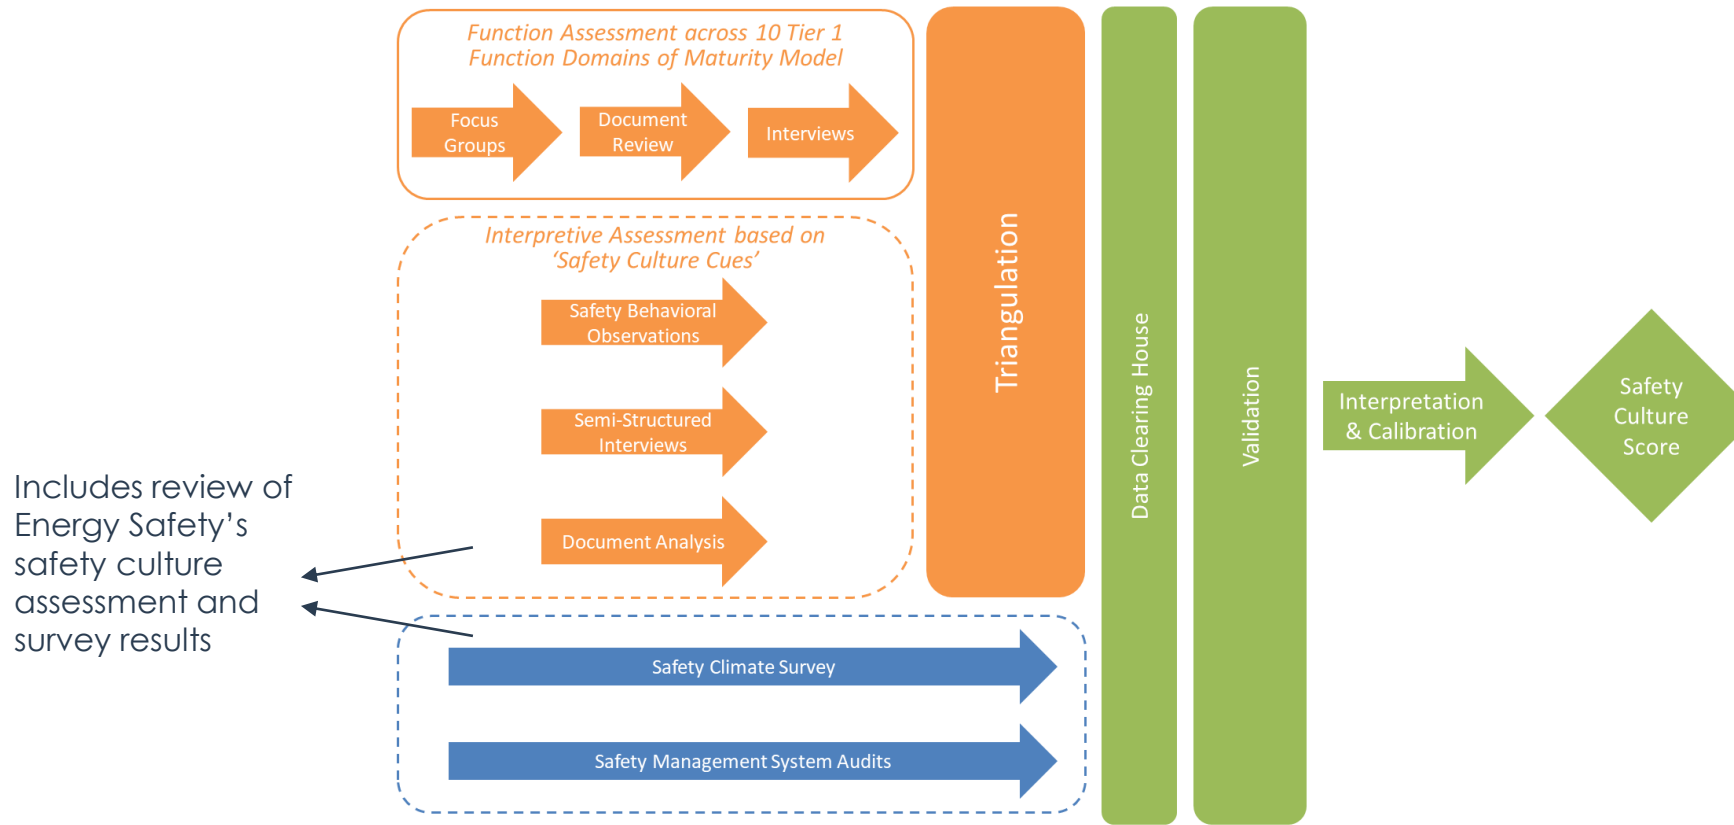 Function Assessment across 10 Tier 1
Function Domains of Maturity Model
Focus
Groups
Document
Review
Interviews
Interpretive Assessment based on
‘Safety Culture Cues’
Safety Behavioral
Observations
Semi-Structured
Interviews
Document Analysis
Includes review of
Energy Safety’s
safety culture
assessment and
survey results
Safety Climate Survey
Safety Management System Audits
Triangulation
Data Clearing House
Validation
Interpretation
& Calibration
Safety
Culture
Score